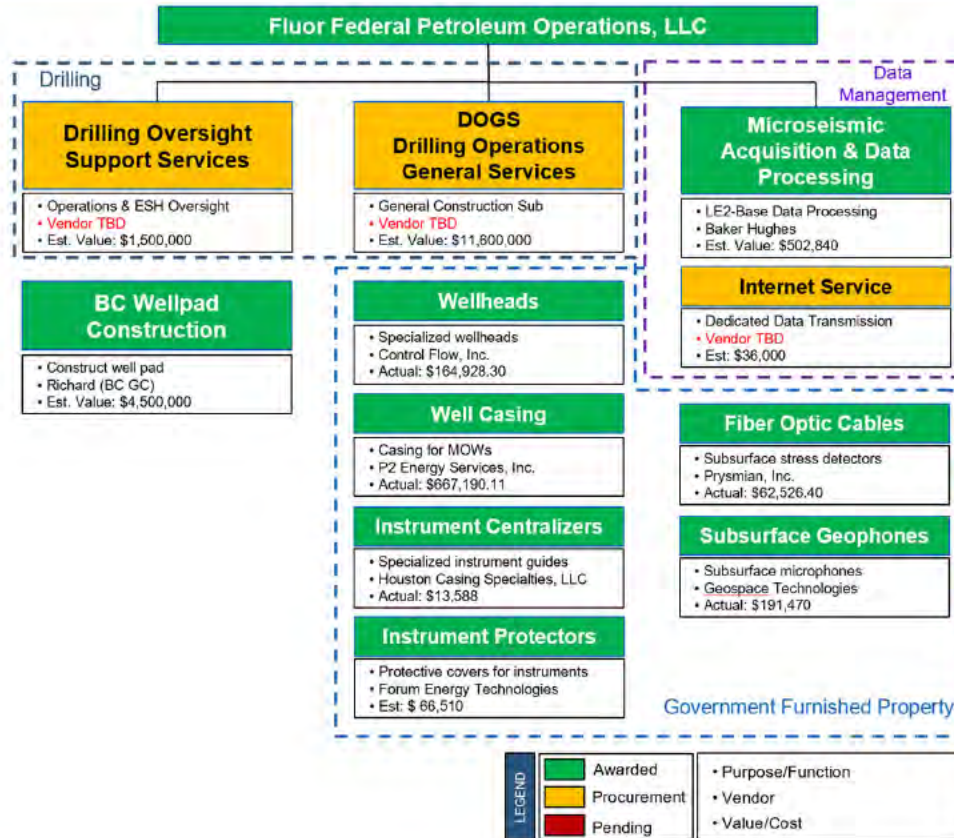 Fluor Federal Petroleum Operations, LLC
Drilling
Data
Management
Drilling Oversight
Support Services
• Operations & ESH Oversight
• Vendor TBD
• Est. Value: $1,500,000
DOGS
Drilling Operations
General Services
• General Construction Sub
• Vendor TBD
• Est. Value: $11,600,000
Microseismic
Acquisition & Data
Processing
• LE2-Base Data Processing
• Baker Hughes
• Est. Value: $502,840
Internet Service
• Dedicated Data Transmission
• Vendor TBD
• Est: $36,000
BC Wellpad
Construction
• Construct well pad
• Richard (BC GC)
• Est. Value: $4,500,000
Wellheads
• Specialized wellheads
• Control Flow, Inc.
• Actual: $164,928.30
Well Casing
• Casing for MOWs
• P2 Energy Services, Inc.
• Actual: $667,190.11
Instrument Centralizers
• Specialized instrument guides
• Houston Casing Specialties, LLC
• Actual: $13,588
Instrument Protectors
• Protective covers for instruments
• Forum Energy Technologies
• Est: $ 66,510
Fiber Optic Cables
• Subsurface stress detectors
• Prysmian, Inc.
• Actual: $62,526.40
Subsurface Geophones
• Subsurface microphones
• Geospace Technologies
• Actual: $191,470
Government Furnished Property
LEGEND
Awarded
Procurement
Pending
• Purpose/Function
• Vendor
• Value/Cost